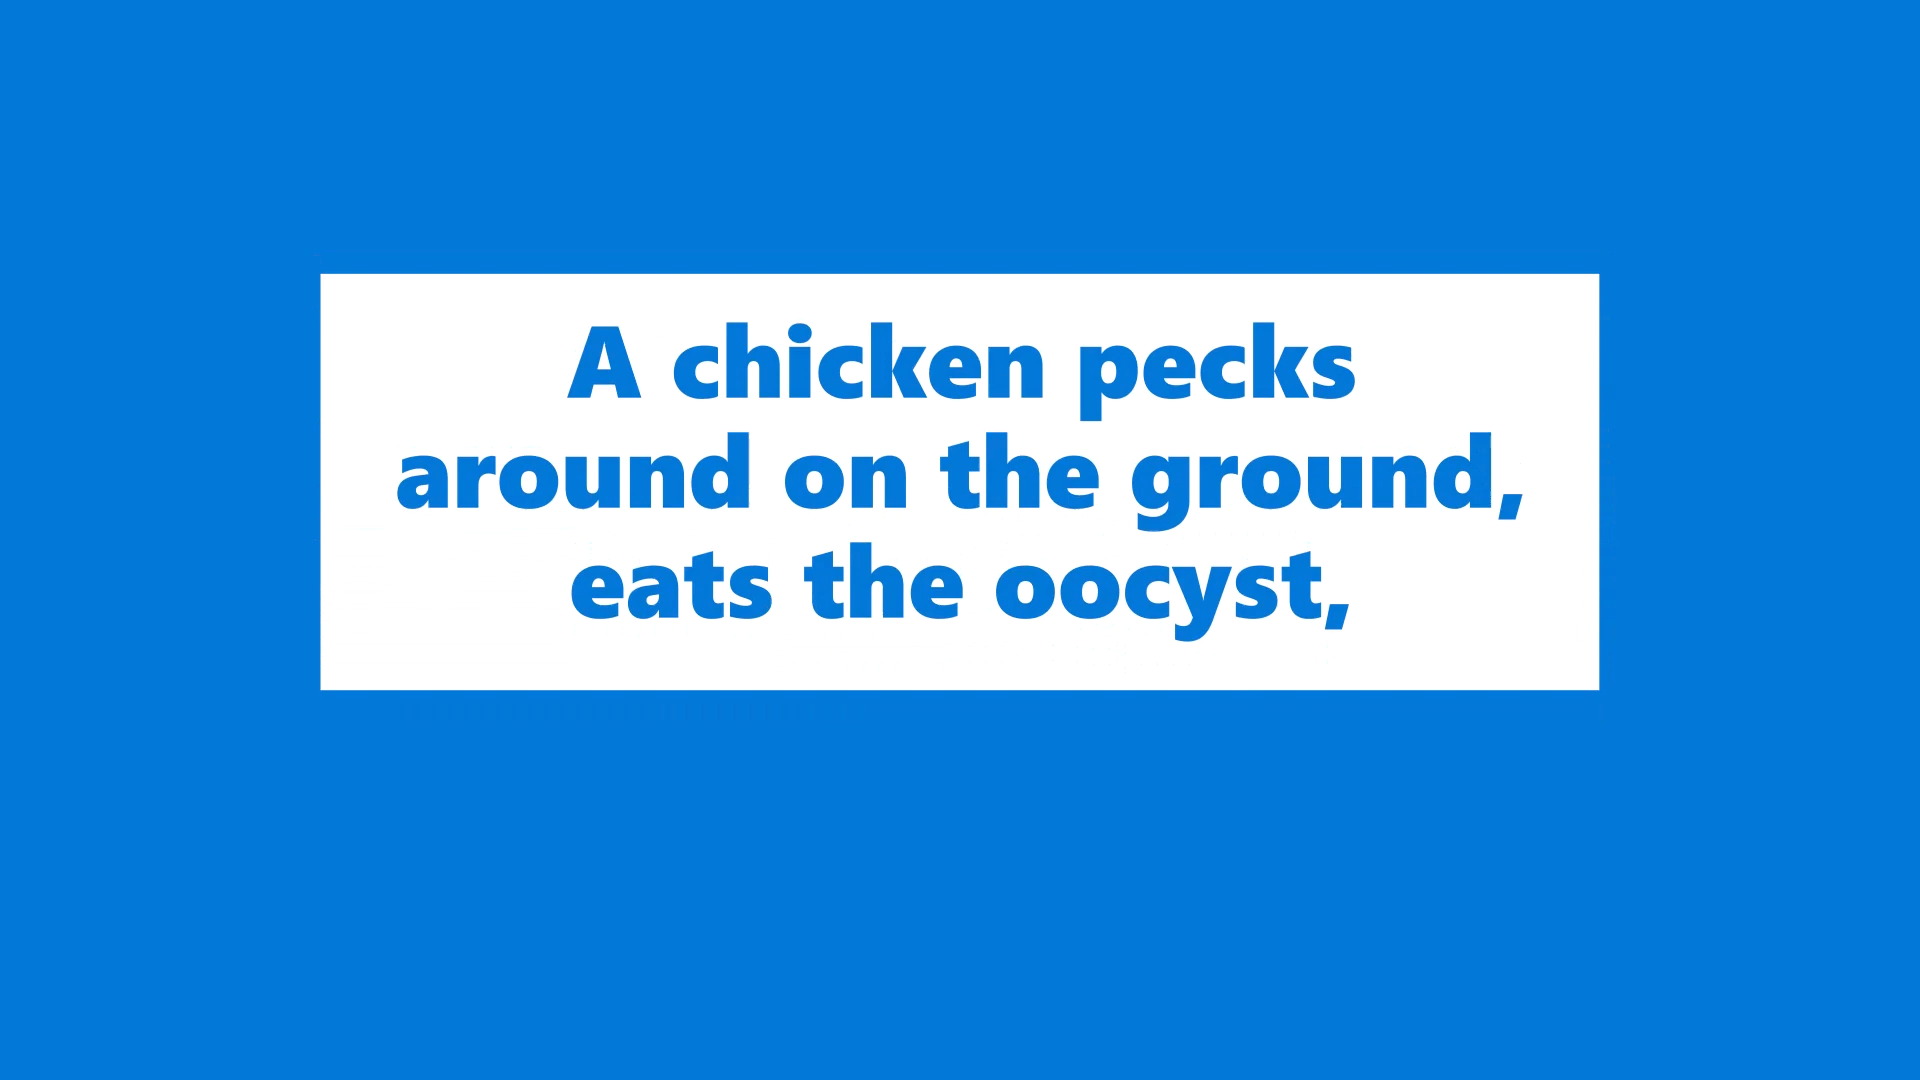 A chicken pecks
around on the ground,
eats the oocyst,